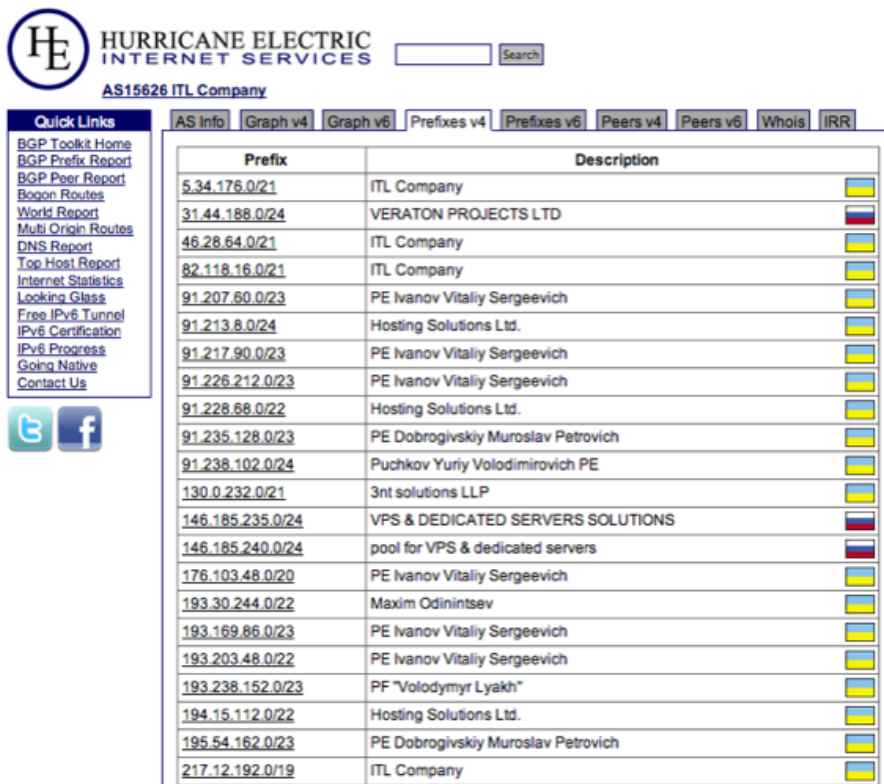 HE
HURRICANE ELECTRIC
INTERNET SERVICES
Search
AS15626 ITL Company
Quick Links
BGP Toolkit Home
BGP Prefix Report
BGP Peer Report
Bogon Routes
World Report
Multi Origin Routes
DNS Report
Top Host Report
Internet Statistics
Looking Glass
Free IPv6 Tunnel
IPv6 Certification
IPv6 Progress
Going Native
Contact Us
AS Info Graph v4 Graph v6 Prefixes v4 Prefixes v6 Peers v4 Peers v6 Whois IRR
Prefix Description
5.34.176.0/21 ITL Company
31.44.188.0/24 VERATON PROJECTS LTD
46.28.64.0/21 ITL Company
82.118.16.0/21 ITL Company
91.207.60.0/23 PE Ivanov Vitaliy Sergeevich
91.213.8.0/24 Hosting Solutions Ltd.
91.217.90.0/23 PE Ivanov Vitaliy Sergeevich
91.226.212.0/23 PE Ivanov Vitaliy Sergeevich
91.228.68.0/22 Hosting Solutions Ltd.
91.235.128.0/23 PE Dobrogivskiy Muroslav Petrovich
91.238.102.0/24 Puchkov Yuriy Volodimirovich PE
130.0.232.0/21 3nt solutions LLP
146.185.235.0/24 VPS & DEDICATED SERVERS SOLUTIONS
146.185.240.0/24 pool for VPS & dedicated servers
176.103.48.0/20 PE Ivanov Vitaliy Sergeevich
193.30.244.0/22 Maxim Odinintsev
193.169.86.0/23 PE Ivanov Vitaliy Sergeevich
193.203.48.0/22 PE Ivanov Vitaliy Sergeevich
193.238.152.0/23 PF "Volodymyr Lyakh"
194.15.112.0/22 Hosting Solutions Ltd.
195.54.162.0/23 PE Dobrogivskiy Muroslav Petrovich
217.12.192.0/19 ITL Company